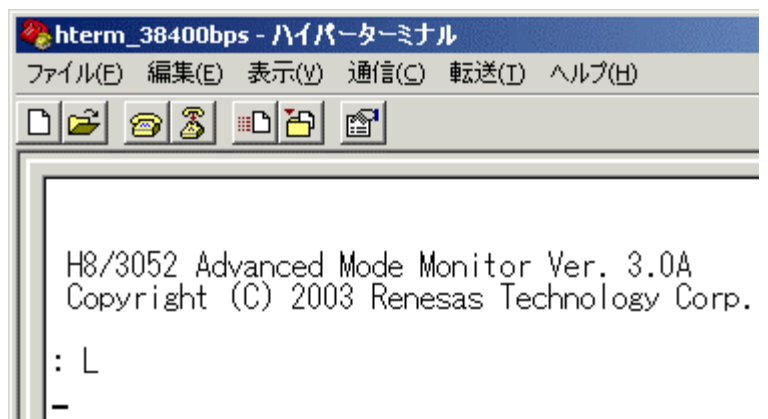 hterm_38400bps - ハイパーターミナル
ファイル(F) 編集(E) 表示(V) 通信(C) 転送(T) ヘルプ(H)
H8/3052 Advanced Mode Monitor Ver. 3.0A
Copyright (C) 2003 Renesas Technology Corp.
: L